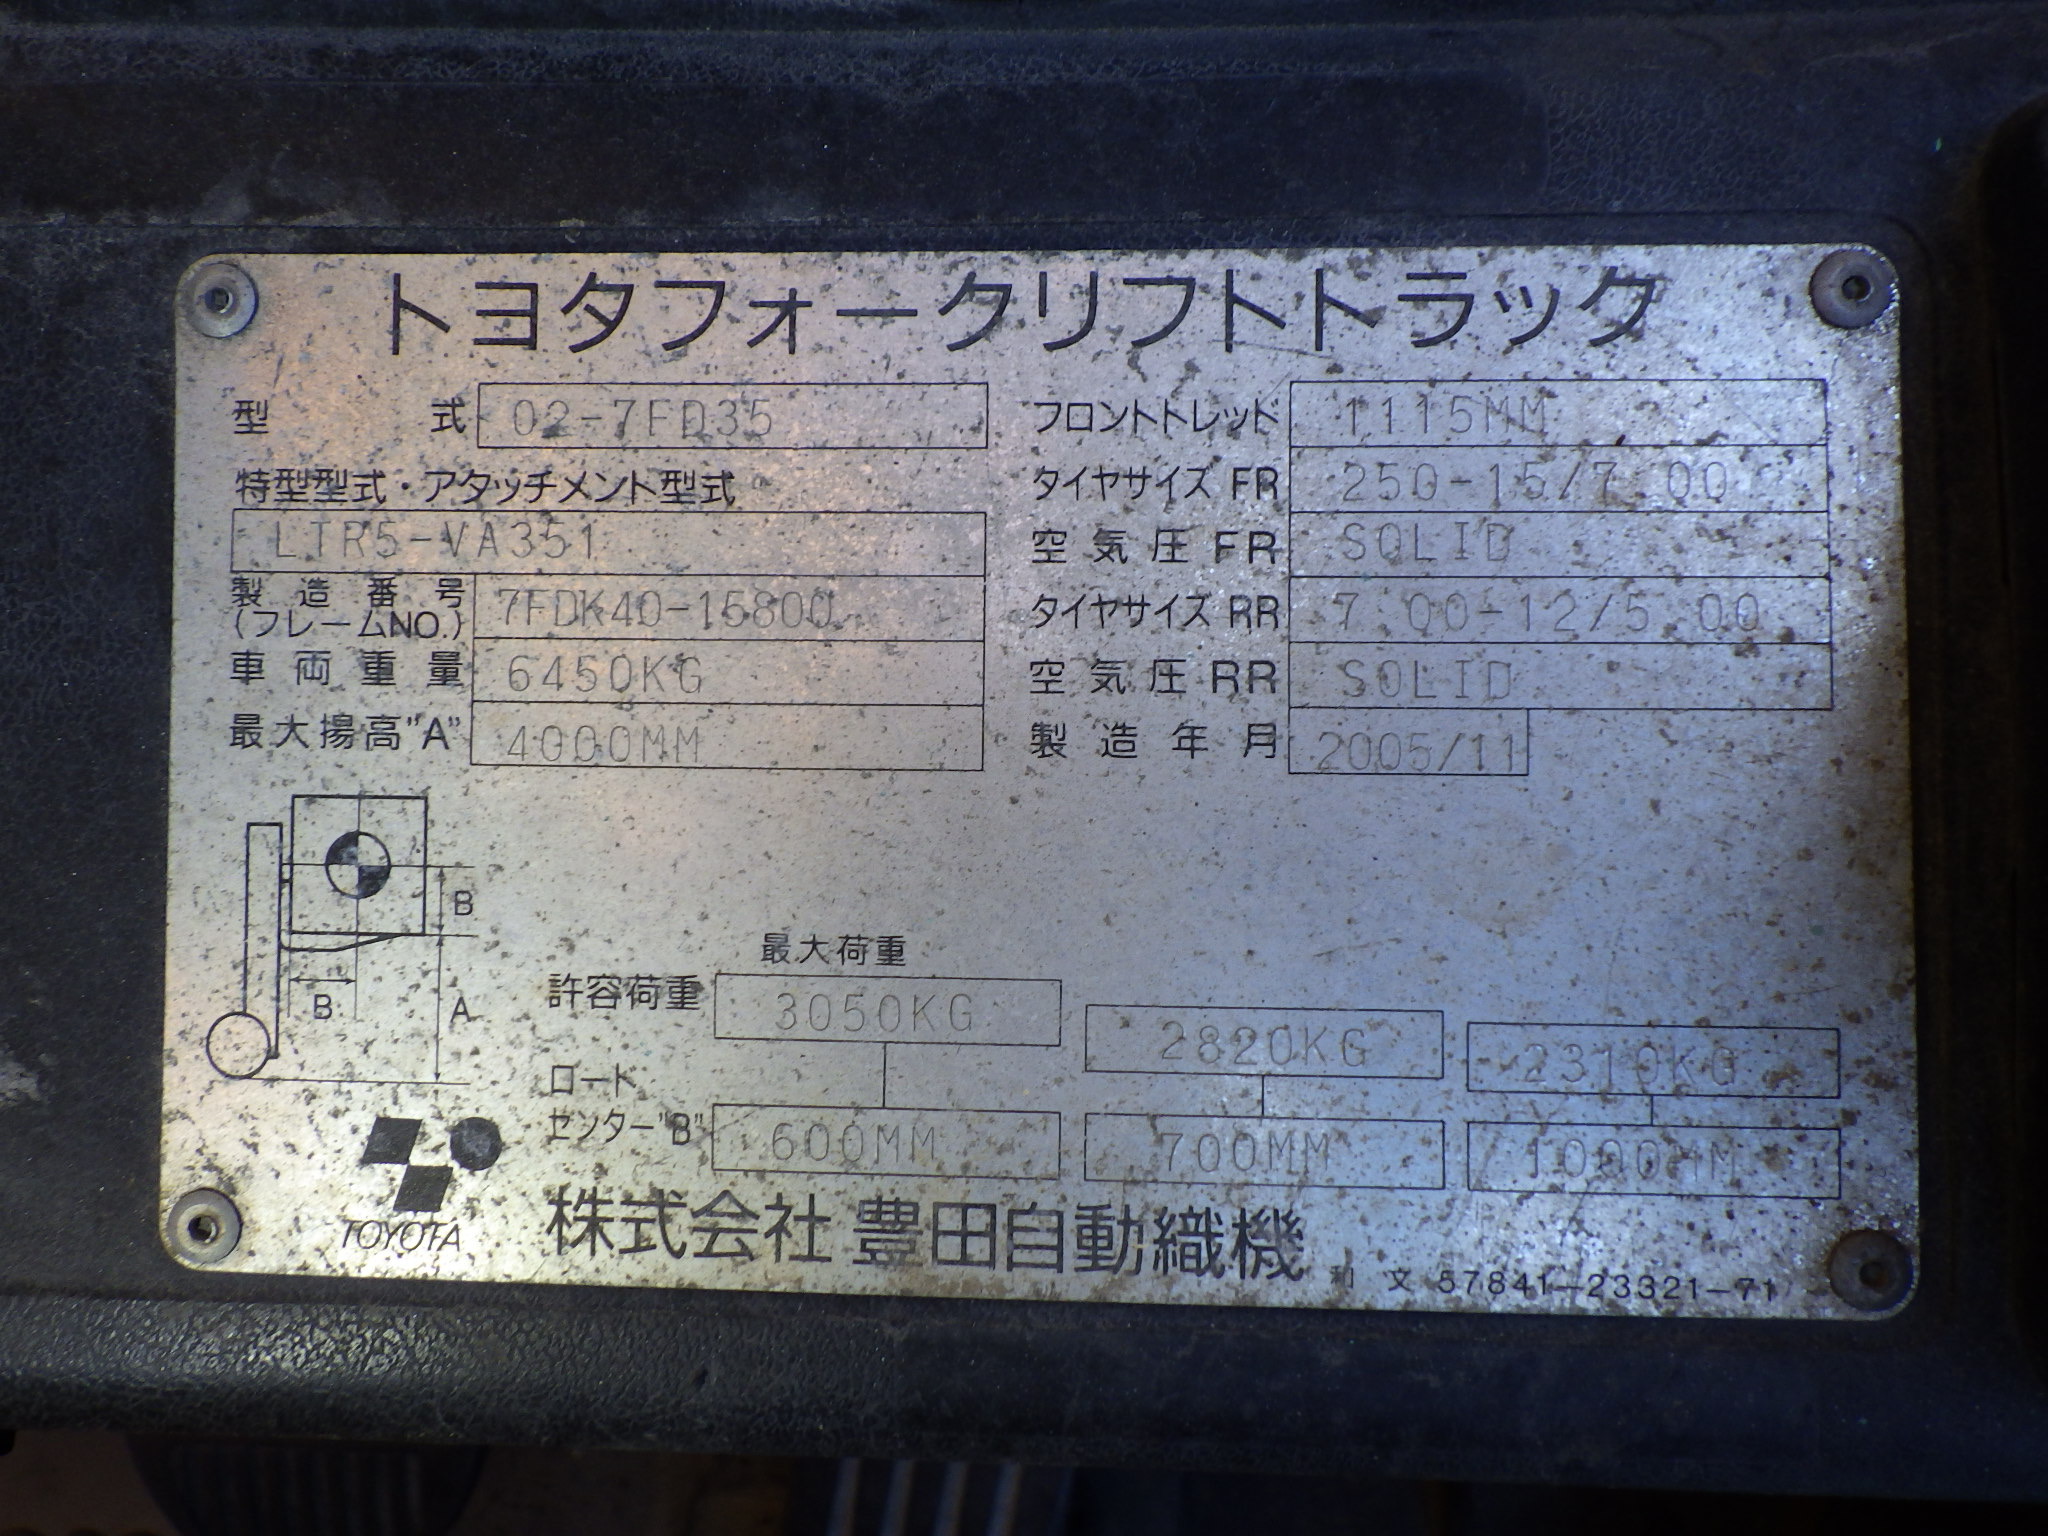 トヨタフォークリフトトラック
型式 02-7FD35
特型型式・アタッチメント型式
LTR5-VA351
製造番号 (フレームNO.) 7FDK40-15800
車両重量 6450KG
最大揚高"A" 4000MM
フロントトレッド 1115MM
タイヤサイズ FR 250-15/7 00
空気圧 FR SOLID
タイヤサイズ RR 7 00-12/5 00
空気圧 RR SOLID
製造年月 2005/11
B
B
A
最大荷重
許容荷重 3050KG 2820KG 2310KG
ロード
センター"B" 600MM 700MM 1000MM
TOYOTA
株式会社 豊田自動織機
和文 57841-23321-71